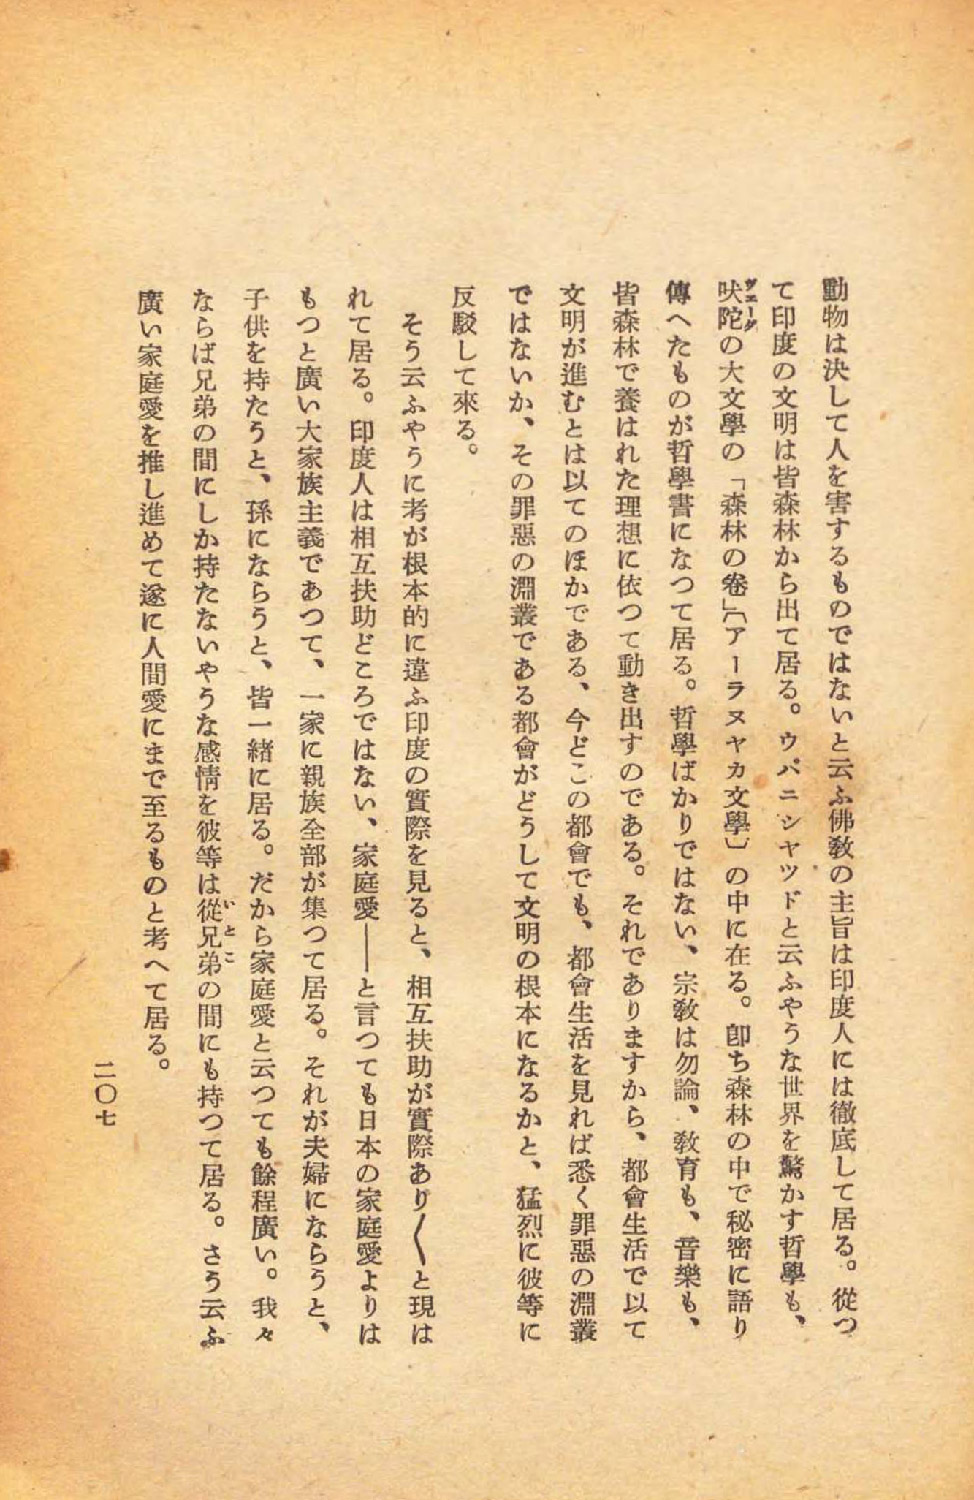 動物は決して人を害するものではないと云ふ佛敎の主旨は印度人には徹底して居る。從つ
て印度の文明は皆森林から出て居る。ウパニシヤツドと云ふやうな世界を驚かす哲學も、
吠陀の大文學の「森林の卷」〔アーラヌヤカ文學〕の中に在る。卽ち森林の中で秘密に語り
傳へたものが哲學書になつて居る。哲學ばかりではない、宗敎は勿論、敎育も、音樂も、
皆森林で養はれた理想に依つて動き出すのである。それでありますから、都會生活で以て
文明が進むとは以てのほかである、今どこの都會でも、都會生活を見れば悉く罪惡の淵叢
ではないか、その罪惡の淵叢である都會がどうして文明の根本になるかと、猛烈に彼等に
反駁して來る。
そう云ふやうに考が根本的に違ふ印度の實際を見ると、相互扶助が實際あり〱と現は
れて居る。印度人は相互扶助どころではない、家庭愛――と言つても日本の家庭愛よりは
もつと廣い大家族主義であつて、一家に親族全部が集つて居る。それが夫婦にならうと、
子供を持たうと、孫にならうと、皆一緒に居る。だから家庭愛と云つても餘程廣い。我々
ならば兄弟の間にしか持たないやうな感情を彼等は從兄弟の間にも持つて居る。さう云ふ
廣い家庭愛を推し進めて遂に人間愛にまで至るものと考へて居る。
二〇七